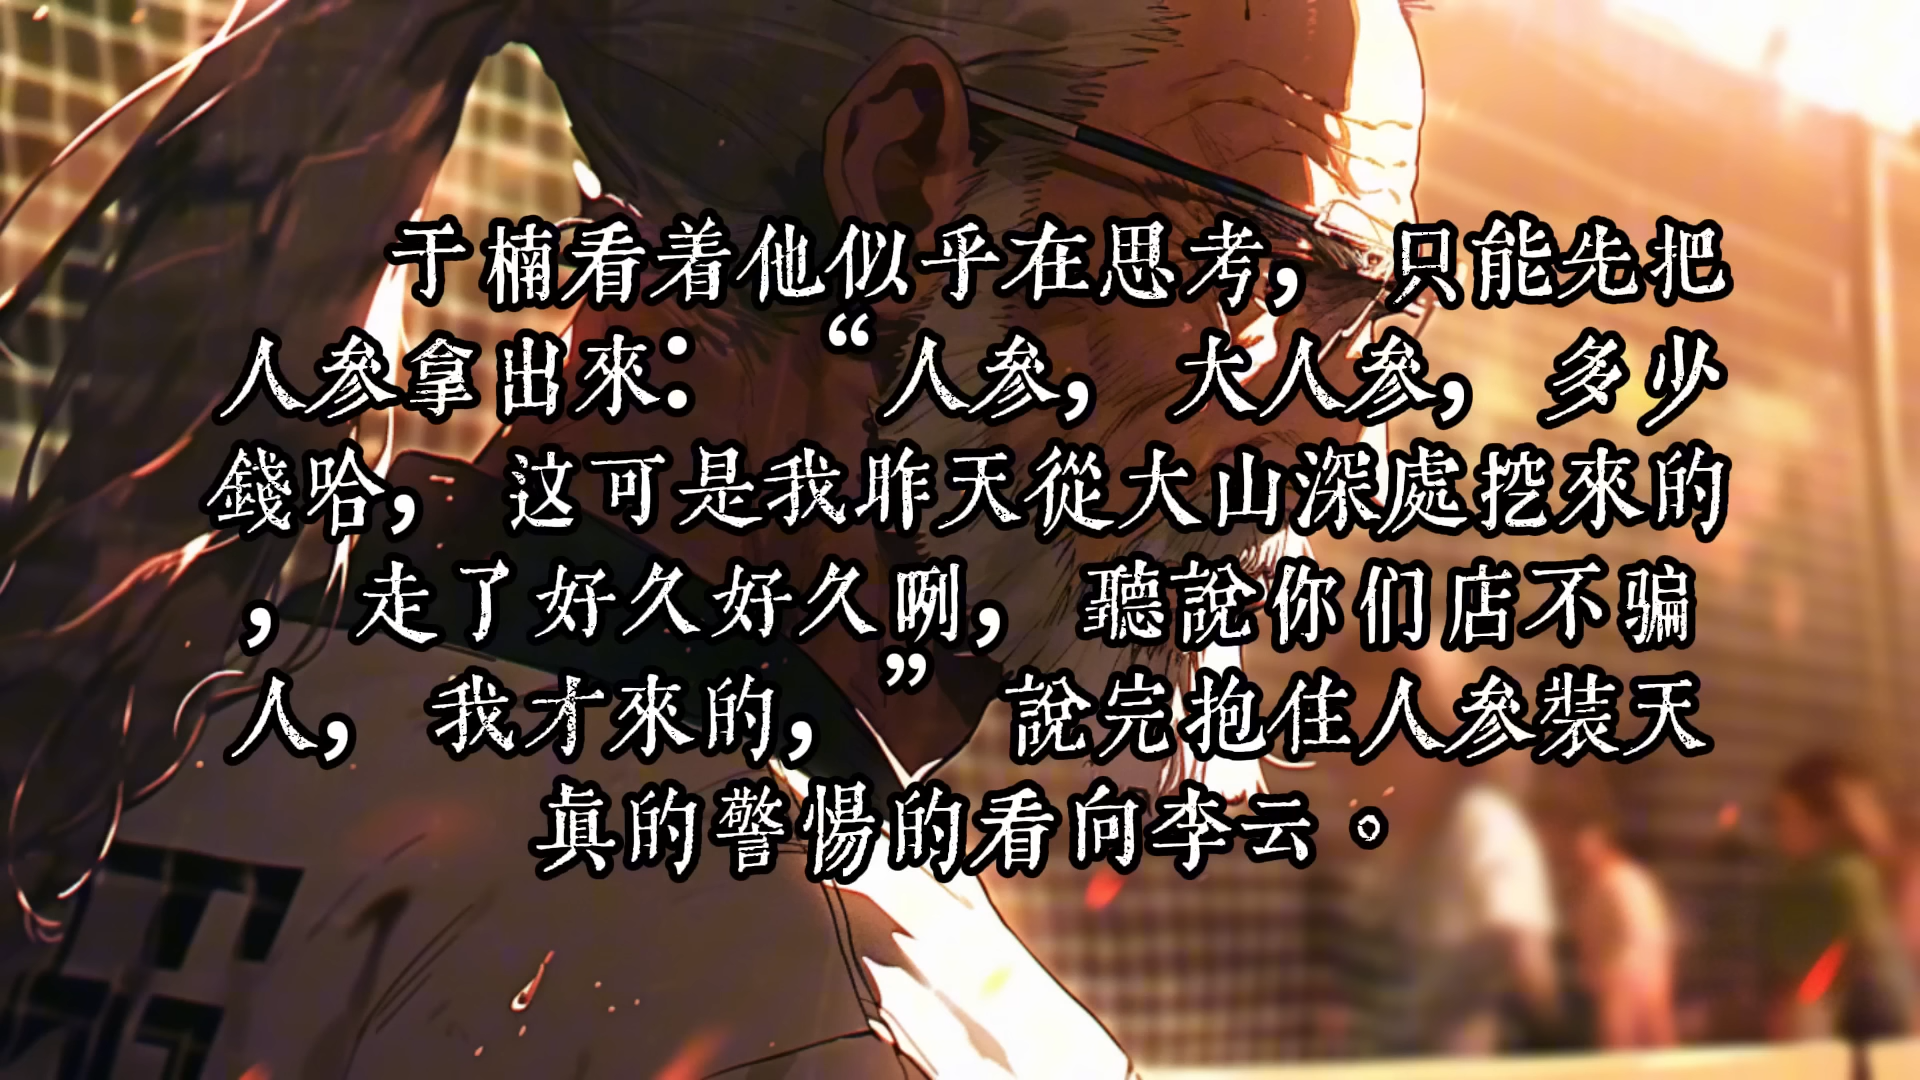 于楠看着他似乎在思考，只能先把
人参拿出來：“人参，大人参，多少
錢哈，这可是我昨天從大山深處挖來的
，走了好久好久咧，聽說你们店不骗
人，我才來的，”說完抱住人参裝天
真的警惕的看向李云。